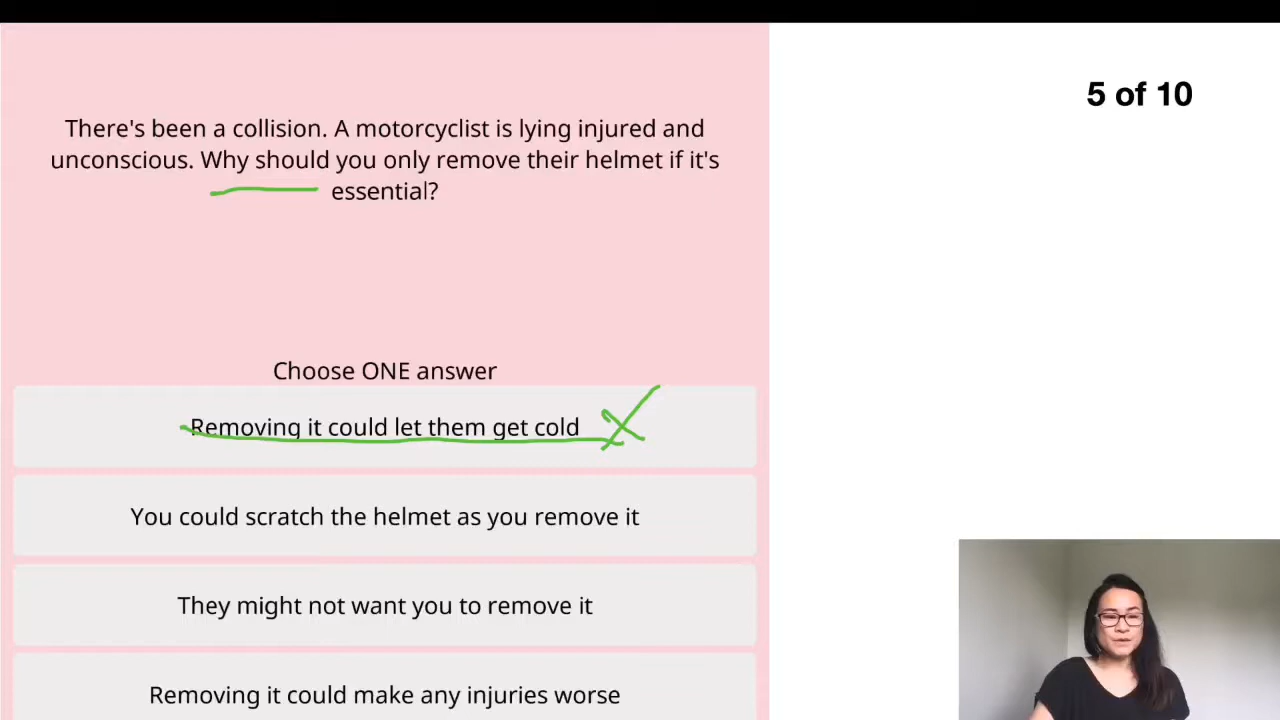 5 of 10
There's been a collision. A motorcyclist is lying injured and
unconscious. Why should you only remove their helmet if it's
essential?
Choose ONE answer
Removing it could let them get cold
You could scratch the helmet as you remove it
They might not want you to remove it
Removing it could make any injuries worse